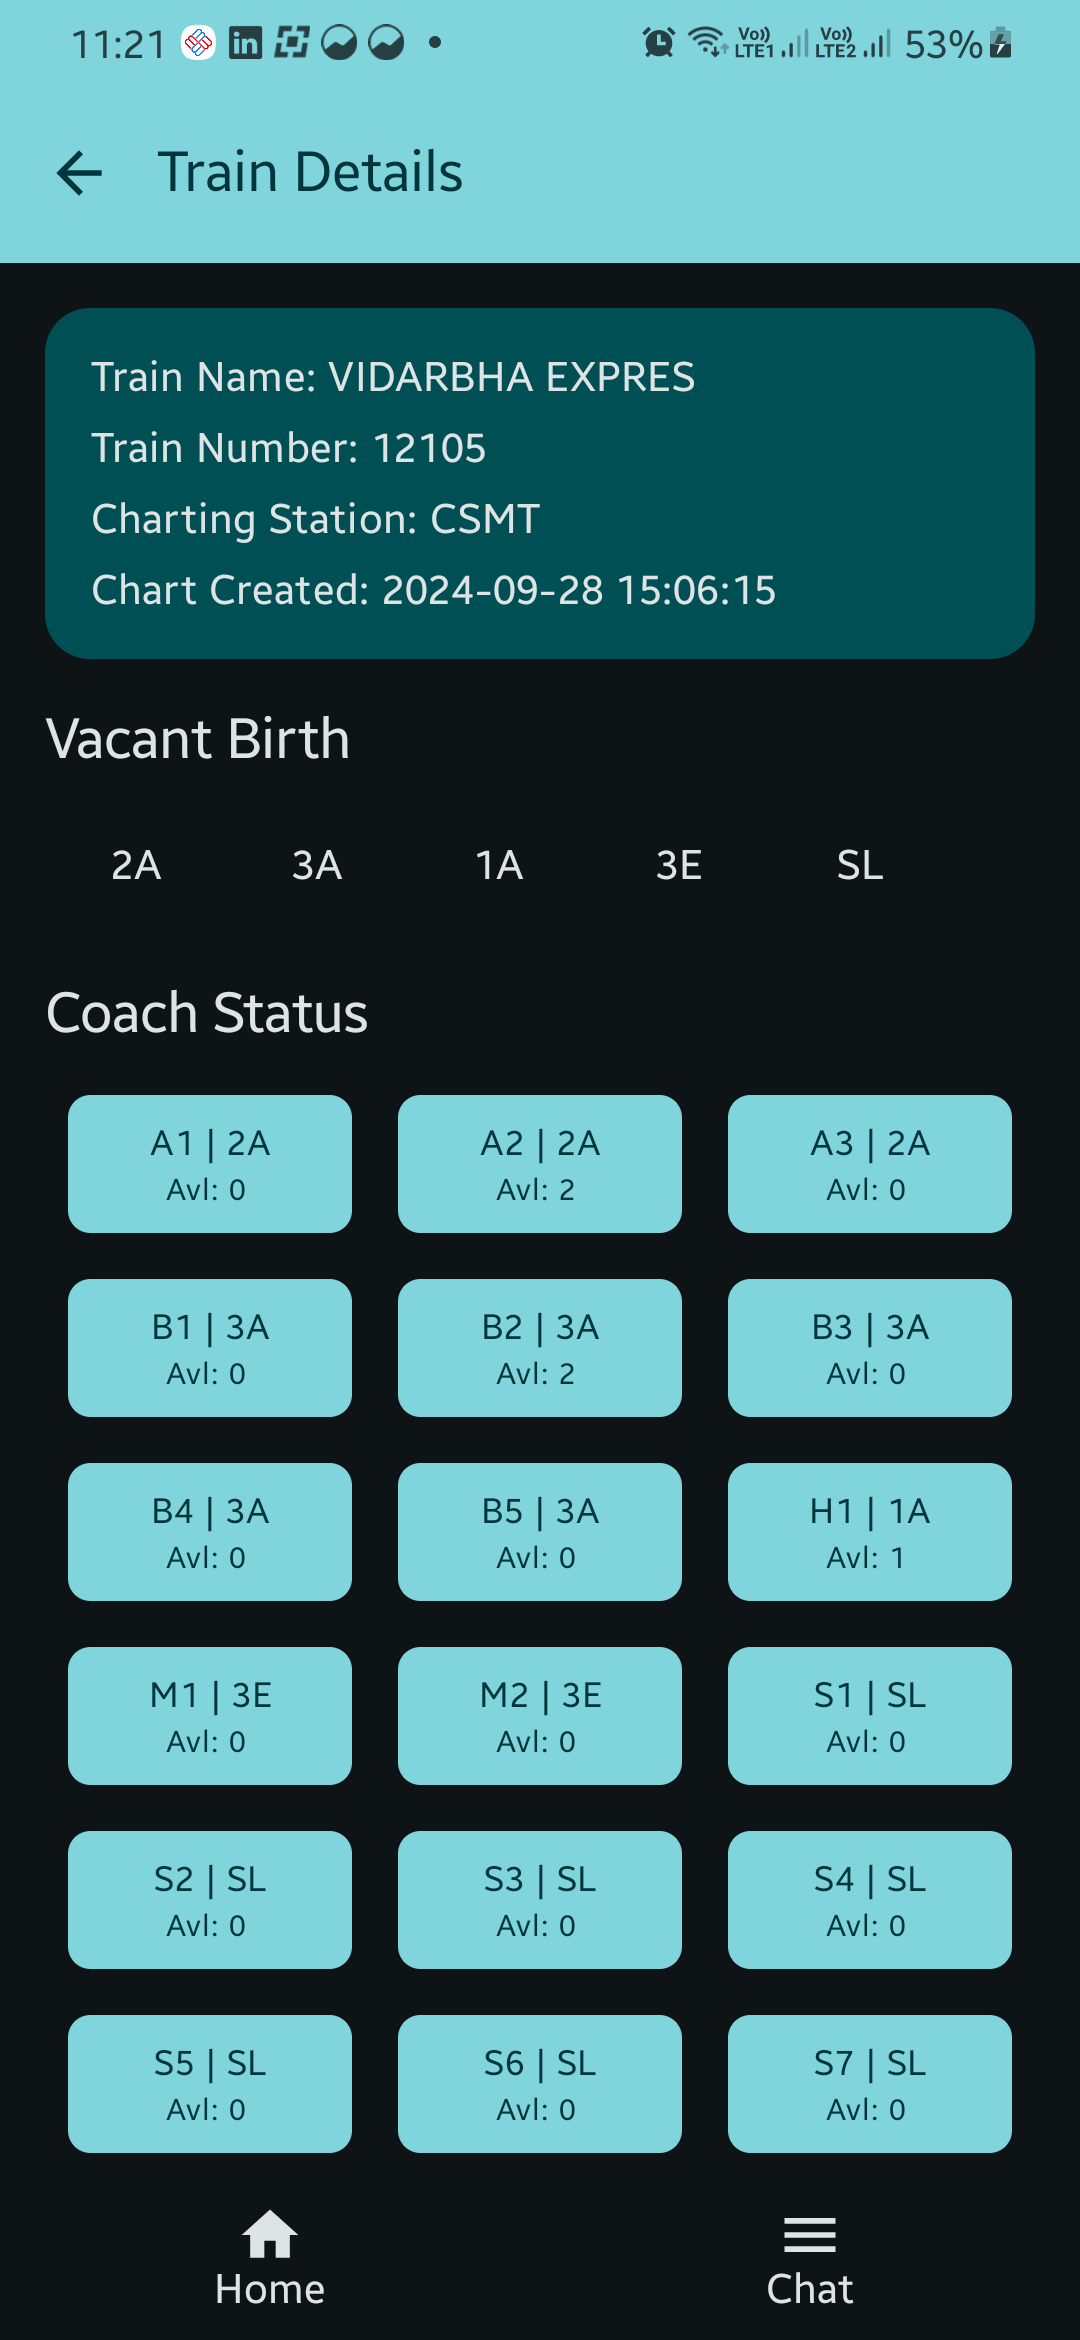 11:21 in Vo)) LTE1 Vo)) LTE2 53%
Train Details
Train Name: VIDARBHA EXPRES
Train Number: 12105
Charting Station: CSMT
Chart Created: 2024-09-28 15:06:15
Vacant Birth
2A 3A 1A 3E SL
Coach Status
A1 | 2A A2 | 2A A3 | 2A
Avl: 0 Avl: 2 Avl: 0
B1 | 3A B2 | 3A B3 | 3A
Avl: 0 Avl: 2 Avl: 0
B4 | 3A B5 | 3A H1 | 1A
Avl: 0 Avl: 0 Avl: 1
M1 | 3E M2 | 3E S1 | SL
Avl: 0 Avl: 0 Avl: 0
S2 | SL S3 | SL S4 | SL
Avl: 0 Avl: 0 Avl: 0
S5 | SL S6 | SL S7 | SL
Avl: 0 Avl: 0 Avl: 0
Home Chat